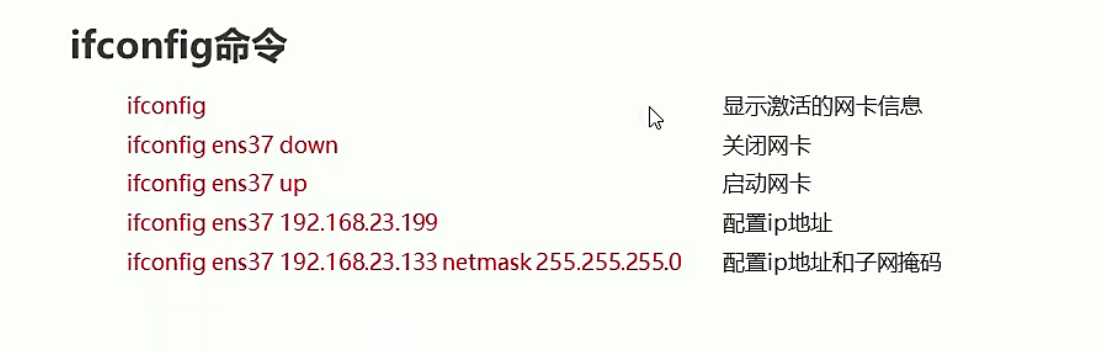 ifconfig命令
ifconfig 显示激活的网卡信息
ifconfig ens37 down 关闭网卡
ifconfig ens37 up 启动网卡
ifconfig ens37 192.168.23.199 配置ip地址
ifconfig ens37 192.168.23.133 netmask 255.255.255.0 配置ip地址和子网掩码